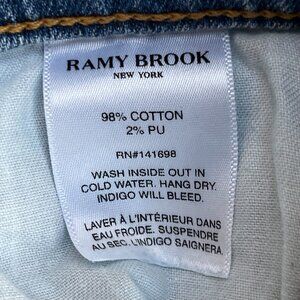 RAMY BROOK
NEW YORK
98% COTTON
2% PU
RN#141698
WASH INSIDE OUT IN
COLD WATER. HANG DRY.
INDIGO WILL BLEED.
LAVER À L'INTÉRIEUR DANS
EAU FROIDE. SUSPENDRE
AU SEC. L'INDIGO SAIGNERA.